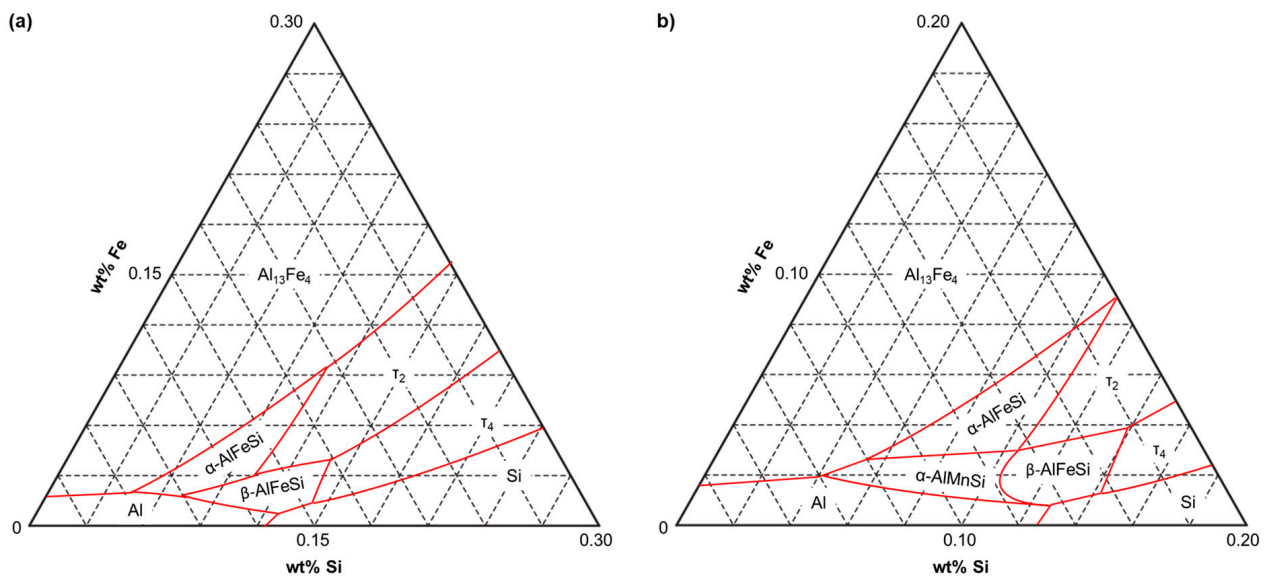 (a)
0.30
wt% Fe
0.15
Al₁₃Fe₄
τ₂
α-AlFeSi
τ₄
β-AlFeSi
Si
Al
0
0.15
0.30
wt% Si
b)
0.20
wt% Fe
0.10
Al₁₃Fe₄
τ₂
α-AlFeSi
τ₄
β-AlFeSi
α-AlMnSi
Al
Si
0
0.10
0.20
wt% Si